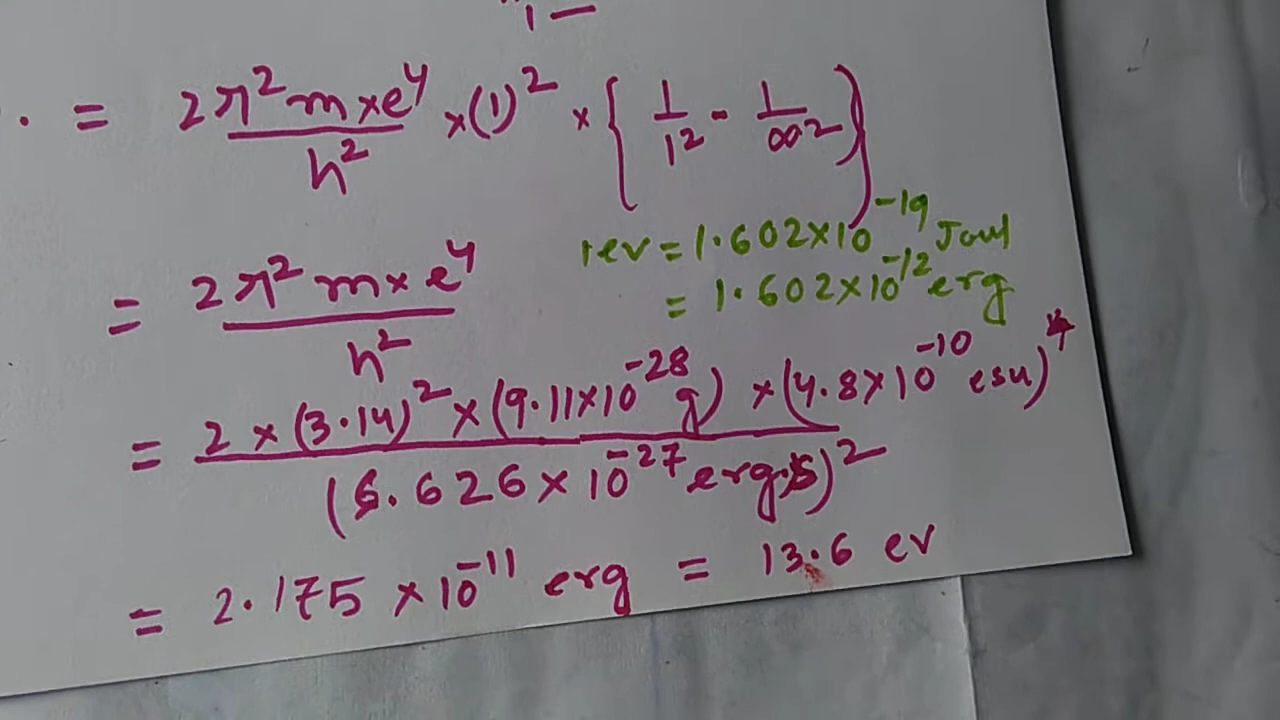 . = 2π² m × e⁴ / h² × (1)² × { 1/1² - 1/∞² )
1ev = 1.602×10⁻¹⁹ Joul
= 2π² m × e⁴ / h²
= 1.602×10⁻¹² erg
= 2 × (3.14)² × (9.11×10⁻²⁸ g) × (4.8×10⁻¹⁰ esu)⁴ / (6.626 × 10⁻²⁷ erg.s)²
= 2.175 × 10⁻¹¹ erg = 13.6 ev